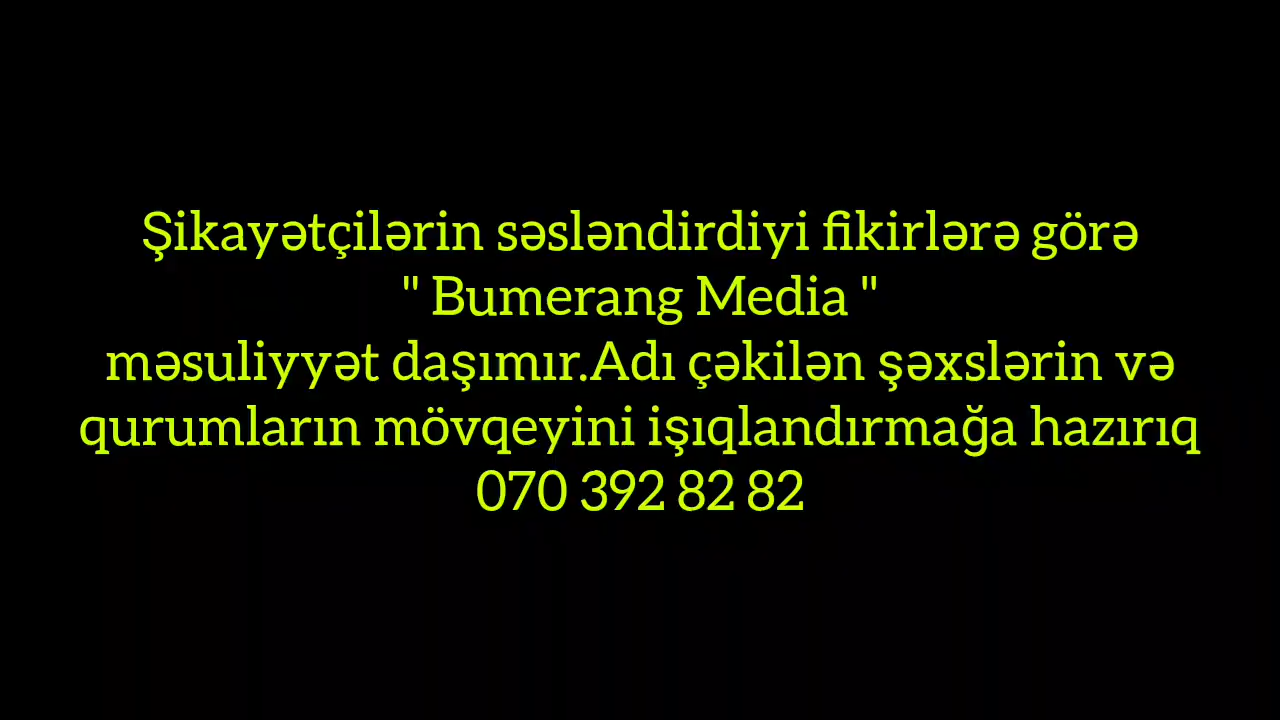 Şikayətçilərin səsləndirdiyi fikirlərə görə
" Bumerang Media "
məsuliyyət daşımır.Adı çəkilən şəxslərin və
qurumların mövqeyini işıqlandırmağa hazırıq
070 392 82 82